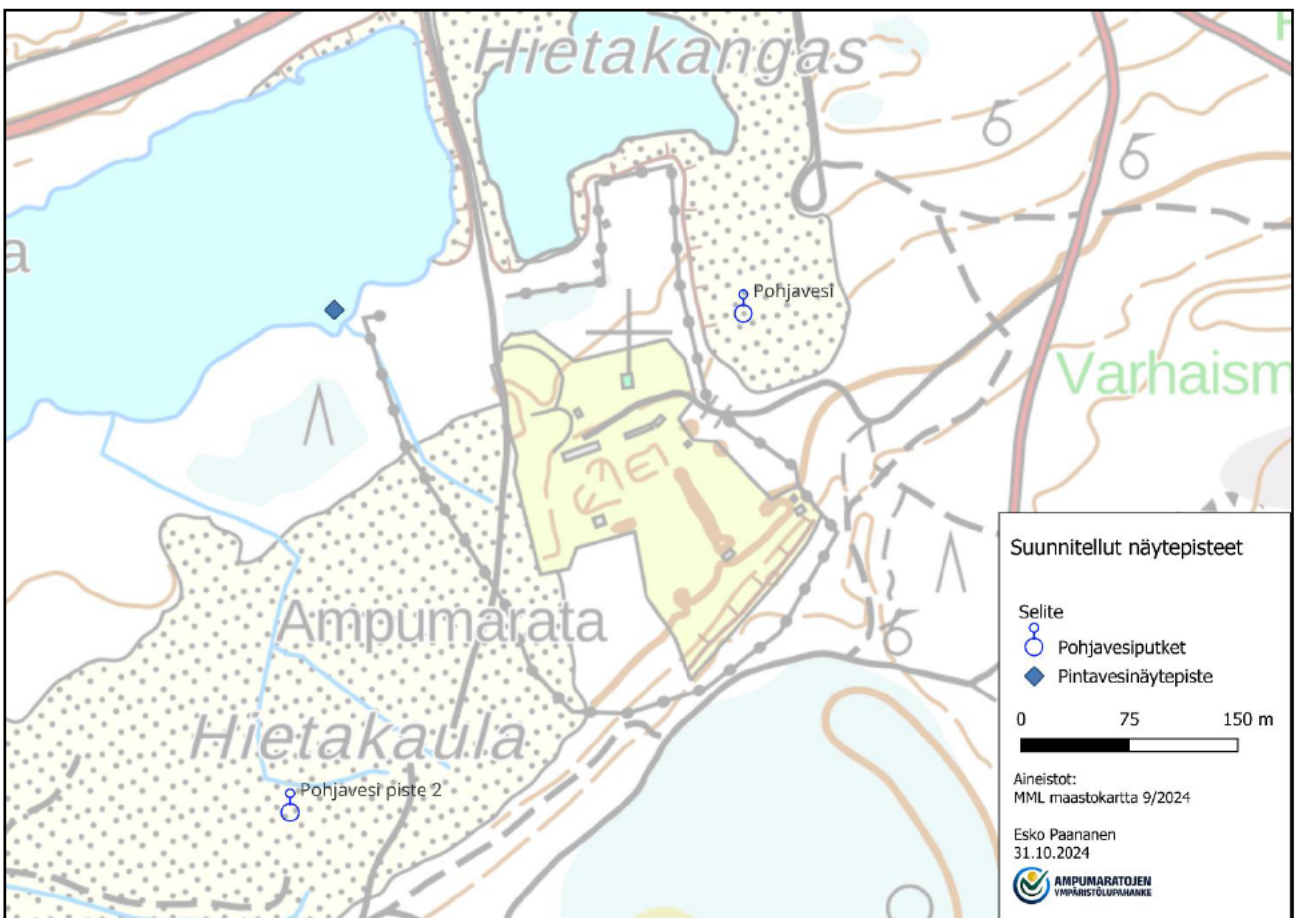 Hietakangas
a
Pohjavesi
Varhaism
Ampumarata
Hietakaula
Pohjavesi piste 2
Suunnitellut näytepisteet
Selite
Pohjavesiputket
Pintavesinäytepiste
0 75 150 m
Aineistot:
MML maastokartta 9/2024
Esko Paananen
31.10.2024
AMPUMARATOJEN
YMPÄRISTÖLUPAHANKE